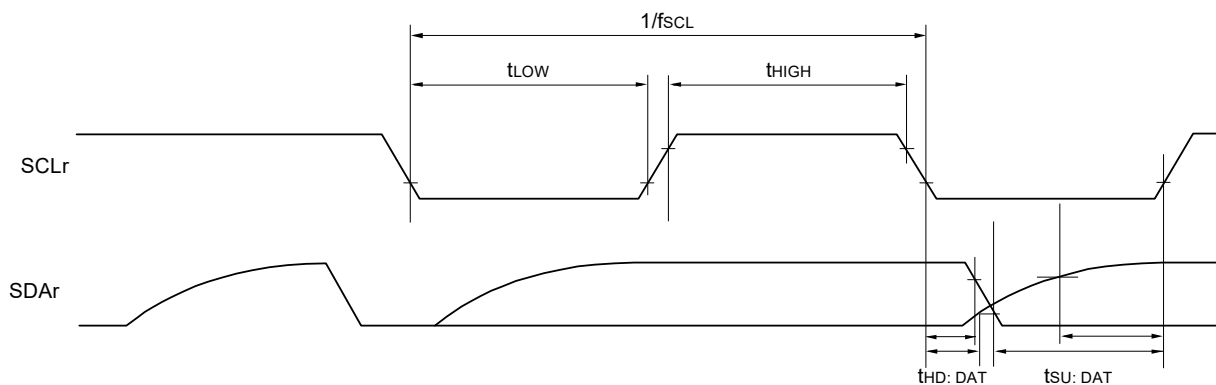 1/fSCL
tLOW
tHIGH
SCLr
SDAr
tHD: DAT
tSU: DAT